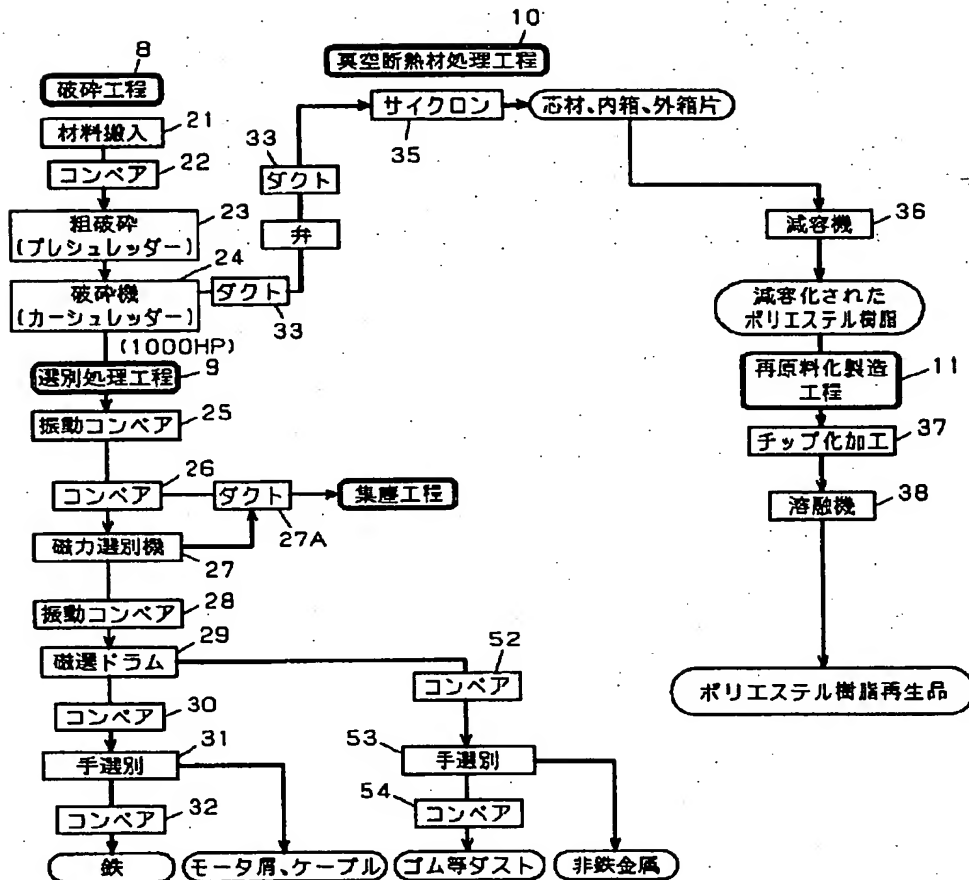 10
8
真空断熱材処理工程
破砕工程
サイクロン
芯材、内箱、外箱片
21
材料搬入
33
35
22
コンベア
ダクト
23
粗破砕
(プレシュレッダー)
弁
減容機
36
24
破砕機
(カーシュレッダー)
ダクト
33
減容化された
ポリエステル樹脂
(1000HP)
選別処理工程
9
再原料化製造
工程
11
25
振動コンベア
チップ化加工
37
26
コンベア
ダクト
集塵工程
溶融機
38
27A
磁力選別機
27
28
振動コンベア
29
52
磁選ドラム
コンベア
ポリエステル樹脂再生品
コンベア
30
31
53
手選別
手選別
32
54
コンベア
コンベア
鉄
モータ屑、ケーブル
ゴム等ダスト
非鉄金属